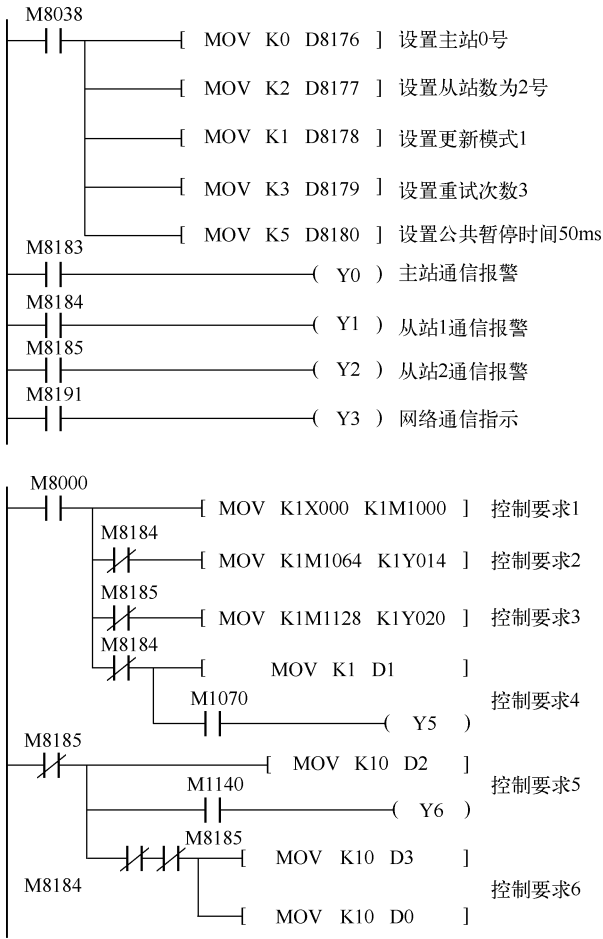 M8038
[ MOV K0 D8176 ] 设置主站0号
[ MOV K2 D8177 ] 设置从站数为2号
[ MOV K1 D8178 ] 设置更新模式1
[ MOV K3 D8179 ] 设置重试次数3
[ MOV K5 D8180 ] 设置公共暂停时间50ms
M8183
( Y0 ) 主站通信报警
M8184
( Y1 ) 从站1通信报警
M8185
( Y2 ) 从站2通信报警
M8191
( Y3 ) 网络通信指示
M8000
[ MOV K1X000 K1M1000 ] 控制要求1
M8184
[ MOV K1M1064 K1Y014 ] 控制要求2
M8185
[ MOV K1M1128 K1Y020 ] 控制要求3
M8184
[ MOV K1 D1 ]
M1070
控制要求4
( Y5 )
M8185
[ MOV K10 D2 ]
M1140
控制要求5
( Y6 )
M8185
[ MOV K10 D3 ]
M8184
控制要求6
[ MOV K10 D0 ]